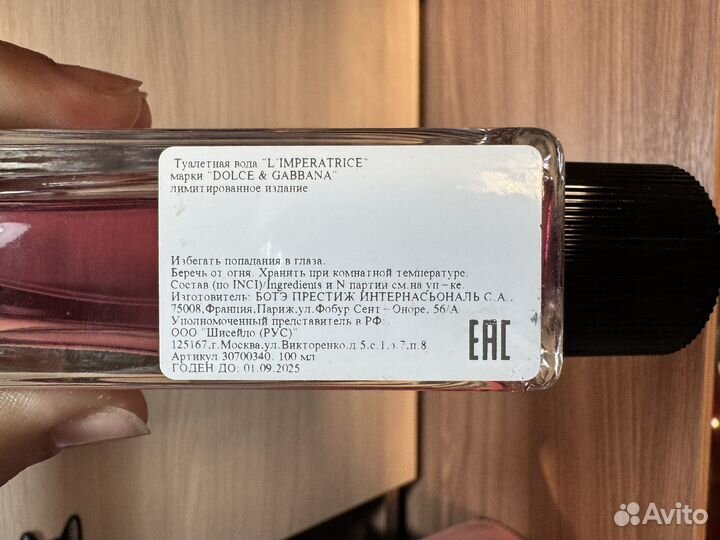 Туалетная вода "L'IMPERATRICE"
марки "DOLCE & GABBANA"
лимитированное издание
Избегать попадания в глаза.
Беречь от огня. Хранить при комнатной температуре.
Состав (по INCI)/Ingredients и N партии см.на уп-ке.
Изготовитель: БОТЭ ПРЕСТИЖ ИНТЕРНАСЬОНАЛЬ С.А.,
75008,Франция,Париж,ул.Фобур Сент-Оноре, 56/А
Уполномоченный представитель в РФ:
ООО "Шисейдо (РУС)"
125167,г.Москва,ул.Викторенко,д.5,с.1,э.7,п.8
Артикул 30700340. 100 мл
ГОДЕН ДО: 01.09.2025
EAC
Avito